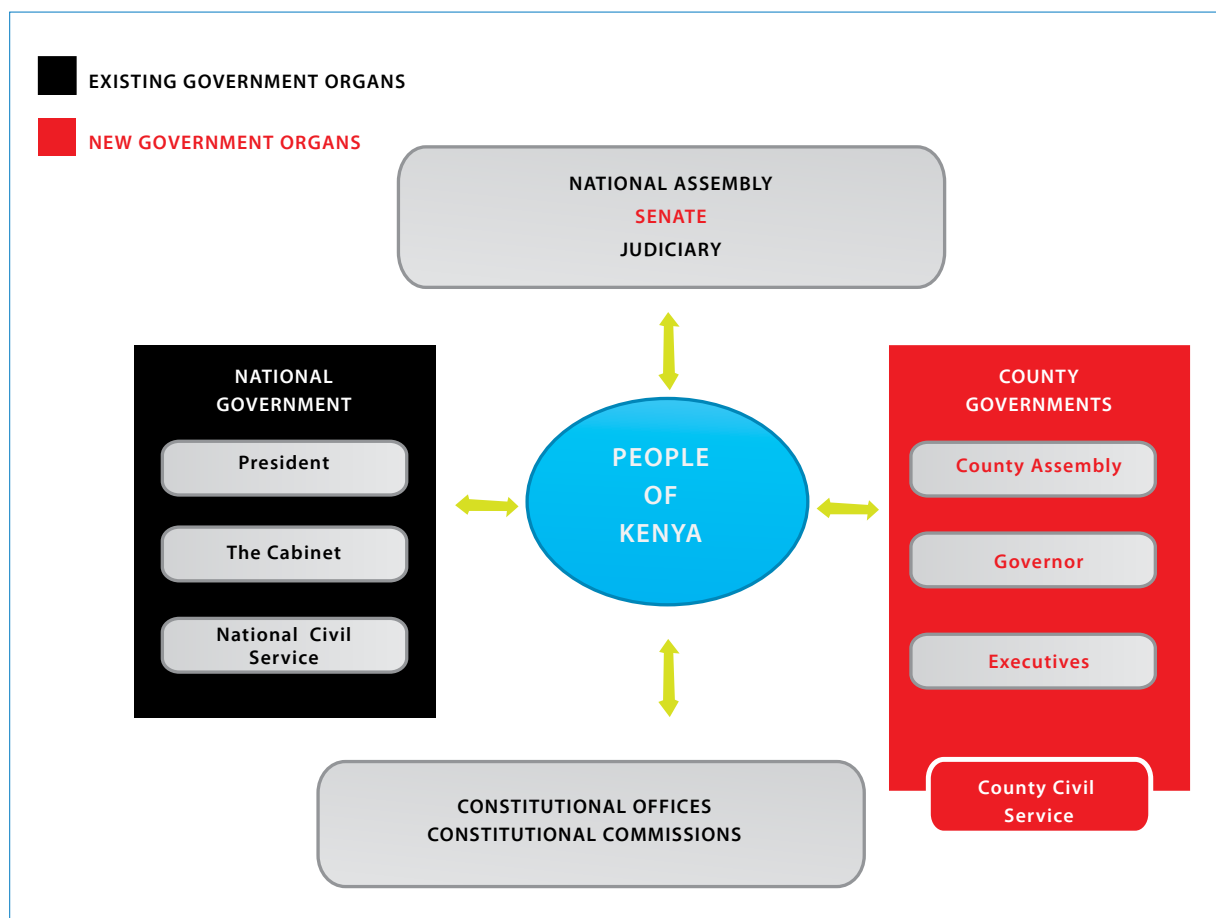 EXISTING GOVERNMENT ORGANS
NEW GOVERNMENT ORGANS
NATIONAL ASSEMBLY
SENATE
JUDICIARY
NATIONAL
GOVERNMENT
President
The Cabinet
National Civil
Service
PEOPLE
OF
KENYA
COUNTY
GOVERNMENTS
County Assembly
Governor
Executives
County Civil
Service
CONSTITUTIONAL OFFICES
CONSTITUTIONAL COMMISSIONS